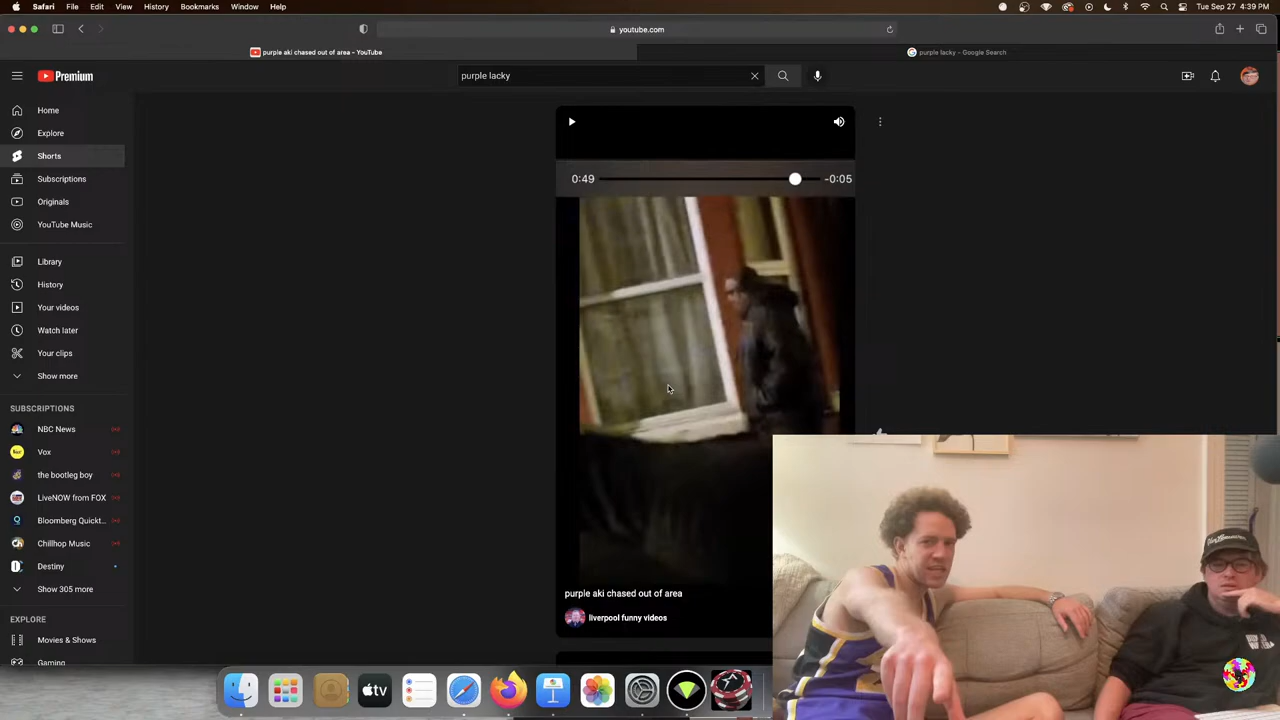 Safari File Edit View History Bookmarks Window Help
Tue Sep 27 4:39 PM
youtube.com
purple aki chased out of area - YouTube
purple lacky - Google Search
Premium
purple lacky
Home
Explore
Shorts
Subscriptions
Originals
YouTube Music
Library
History
Your videos
Watch later
Your clips
Show more
SUBSCRIPTIONS
NBC News
Vox
the bootleg boy
LiveNOW from FOX
Bloomberg Quickt...
Chillhop Music
Destiny
Show 305 more
EXPLORE
Movies & Shows
Gaming
0:49
-0:05
purple aki chased out of area
liverpool funny videos
tv